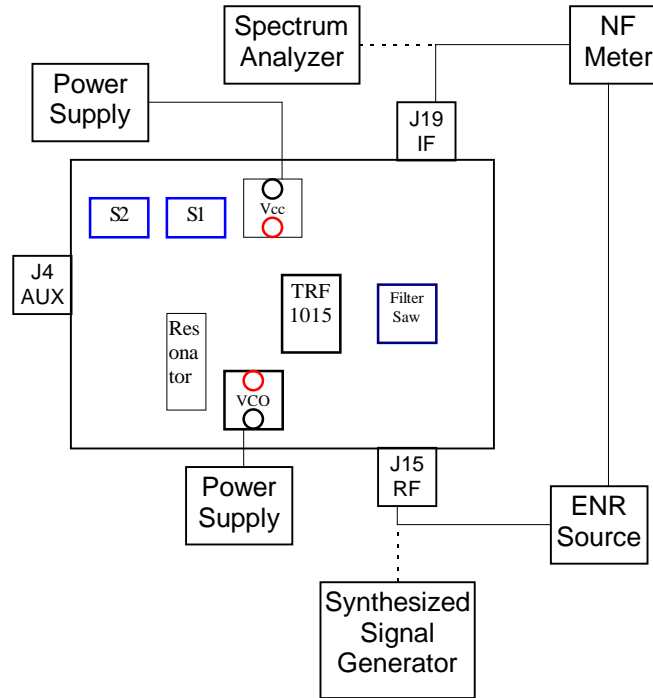 Spectrum
Analyzer
NF
Meter
Power
Supply
J19
IF
S2
S1
Vcc
J4
AUX
TRF
1015
Filter
Saw
Res
ona
tor
VCO
J15
RF
Power
Supply
ENR
Source
Synthesized
Signal
Generator